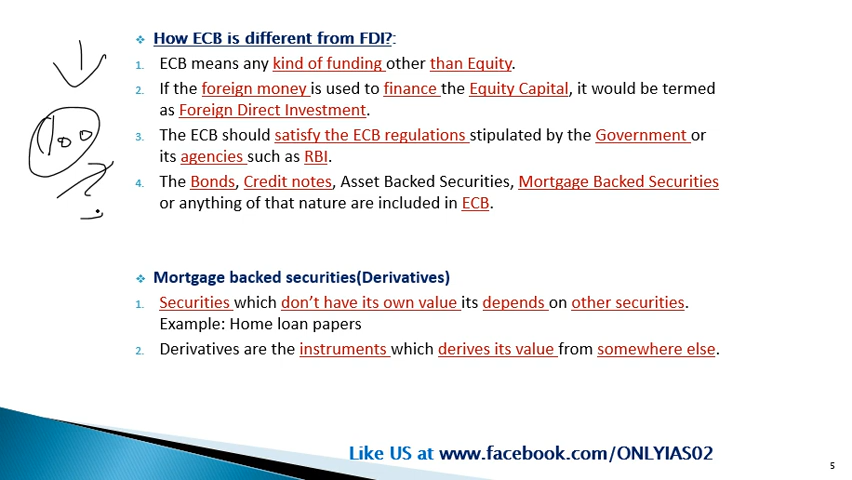 How ECB is different from FDI?:
1. ECB means any kind of funding other than Equity.
2. If the foreign money is used to finance the Equity Capital, it would be termed
as Foreign Direct Investment.
3. The ECB should satisfy the ECB regulations stipulated by the Government or
its agencies such as RBI.
4. The Bonds, Credit notes, Asset Backed Securities, Mortgage Backed Securities
or anything of that nature are included in ECB.
100
Mortgage backed securities(Derivatives)
1. Securities which don't have its own value its depends on other securities.
Example: Home loan papers
2. Derivatives are the instruments which derives its value from somewhere else.
Like US at www.facebook.com/ONLYIAS02
5